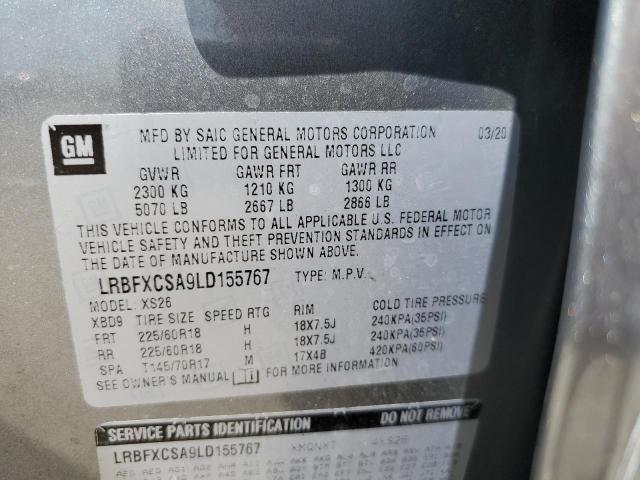 GM
MFD BY SAIC GENERAL MOTORS CORPORATION 03/20
LIMITED FOR GENERAL MOTORS LLC
GVWR GAWR FRT GAWR RR
2300 KG 1210 KG 1300 KG
5070 LB 2667 LB 2866 LB
THIS VEHICLE CONFORMS TO ALL APPLICABLE U.S. FEDERAL MOTOR
VEHICLE SAFETY AND THEFT PREVENTION STANDARDS IN EFFECT ON
THE DATE OF MANUFACTURE SHOWN ABOVE.
LRBFXCSA9LD155767 TYPE: M.P.V.
MODEL: XS26
XBD9 TIRE SIZE SPEED RTG RIM COLD TIRE PRESSURE
FRT 225/60R18 H 18X7.5J 240KPA(35PSI)
RR 225/60R18 H 18X7.5J 240KPA(35PSI)
SPA T145/70R17 M 17X4B 420KPA(60PSI)
SEE OWNER'S MANUAL FOR MORE INFORMATION
SERVICE PARTS IDENTIFICATION DO NOT REMOVE
LRBFXCSA9LD155767 4XS26